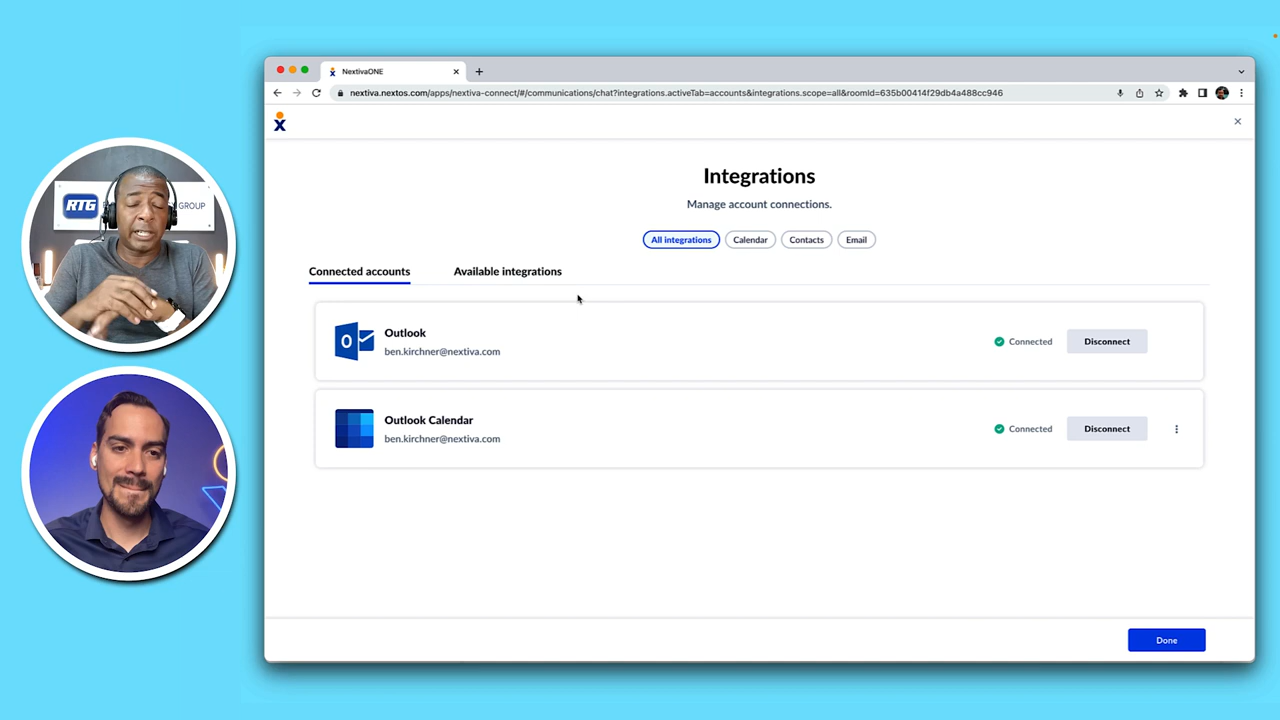 RTG
GROUP
NextivaONE
nextiva.nextos.com/apps/nextiva-connect/#/communications/chat?integrations.activeTab=accounts&integrations.scope=all&roomId=635b00414f29db4a488cc946
Integrations
Manage account connections.
All integrations
Calendar
Contacts
Email
Connected accounts
Available integrations
Outlook
ben.kirchner@nextiva.com
Connected
Disconnect
Outlook Calendar
ben.kirchner@nextiva.com
Connected
Disconnect
Done